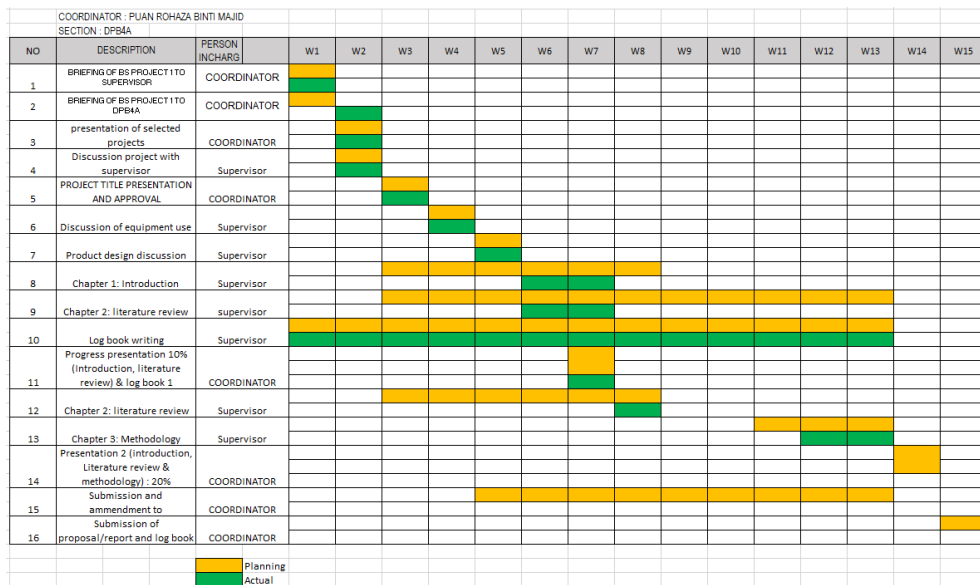 COORDINATOR : PUAN ROHAZA BINTI MAJID
SECTION : DPB4A
NO DESCRIPTION PERSON INCHARG W1 W2 W3 W4 W5 W6 W7 W8 W9 W10 W11 W12 W13 W14 W15
1 BRIEFING OF BS PROJECT 1 TO
SUPERVISOR COORDINATOR
2 BRIEFING OF BS PROJECT 1 TO
DPB4A COORDINATOR
3 presentation of selected
projects COORDINATOR
4 Discussion project with
supervisor Supervisor
5 PROJECT TITLE PRESENTATION
AND APPROVAL COORDINATOR
6 Discussion of equipment use Supervisor
7 Product design discussion Supervisor
8 Chapter 1: Introduction Supervisor
9 Chapter 2: literature review supervisor
10 Log book writing Supervisor
11 Progress presentation 10%
(Introduction, literature
review) & log book 1 COORDINATOR
12 Chapter 2: literature review Supervisor
13 Chapter 3: Methodology Supervisor
14 Presentation 2 (introduction,
Literature review &
methodology) : 20% COORDINATOR
15 Submission and
ammendment to COORDINATOR
16 Submission of
proposal/report and log book COORDINATOR
Planning
Actual